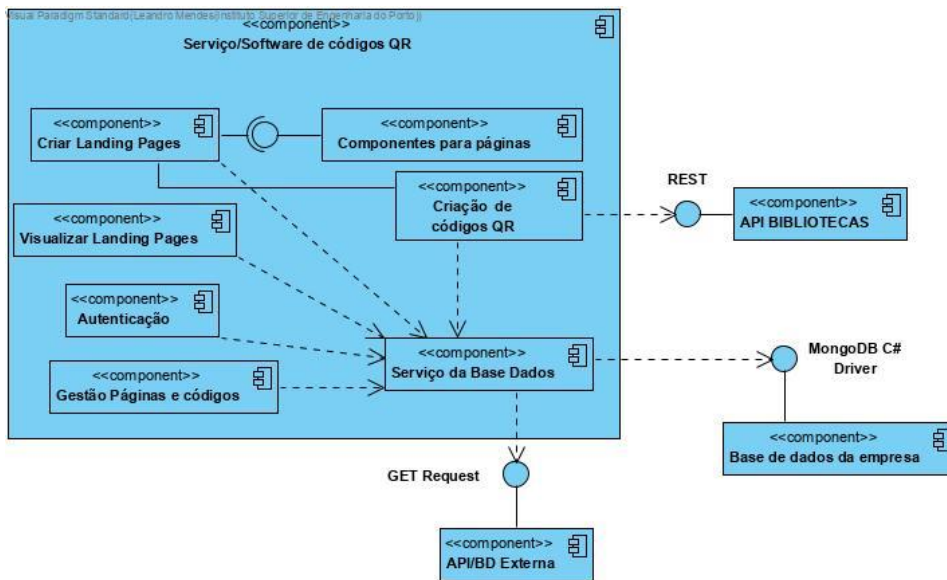 Visual Paradigm Standard(Leandro Mendes(Instituto Superior de Engenharia do Porto))
<<component>>
Serviço/Software de códigos QR
<<component>>
Criar Landing Pages
<<component>>
Componentes para páginas
<<component>>
Criação de
códigos QR
REST
<<component>>
API BIBLIOTECAS
<<component>>
Visualizar Landing Pages
<<component>>
Autenticação
<<component>>
Serviço da Base Dados
MongoDB C#
Driver
<<component>>
Gestão Páginas e códigos
<<component>>
Base de dados da empresa
GET Request
<<component>>
API/BD Externa